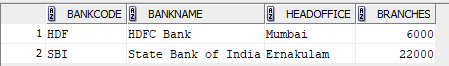 BANKCODE BANKNAME HEADOFFICE BRANCHES
1 HDF HDFC Bank Mumbai 6000
2 SBI State Bank of India Ernakulam 22000